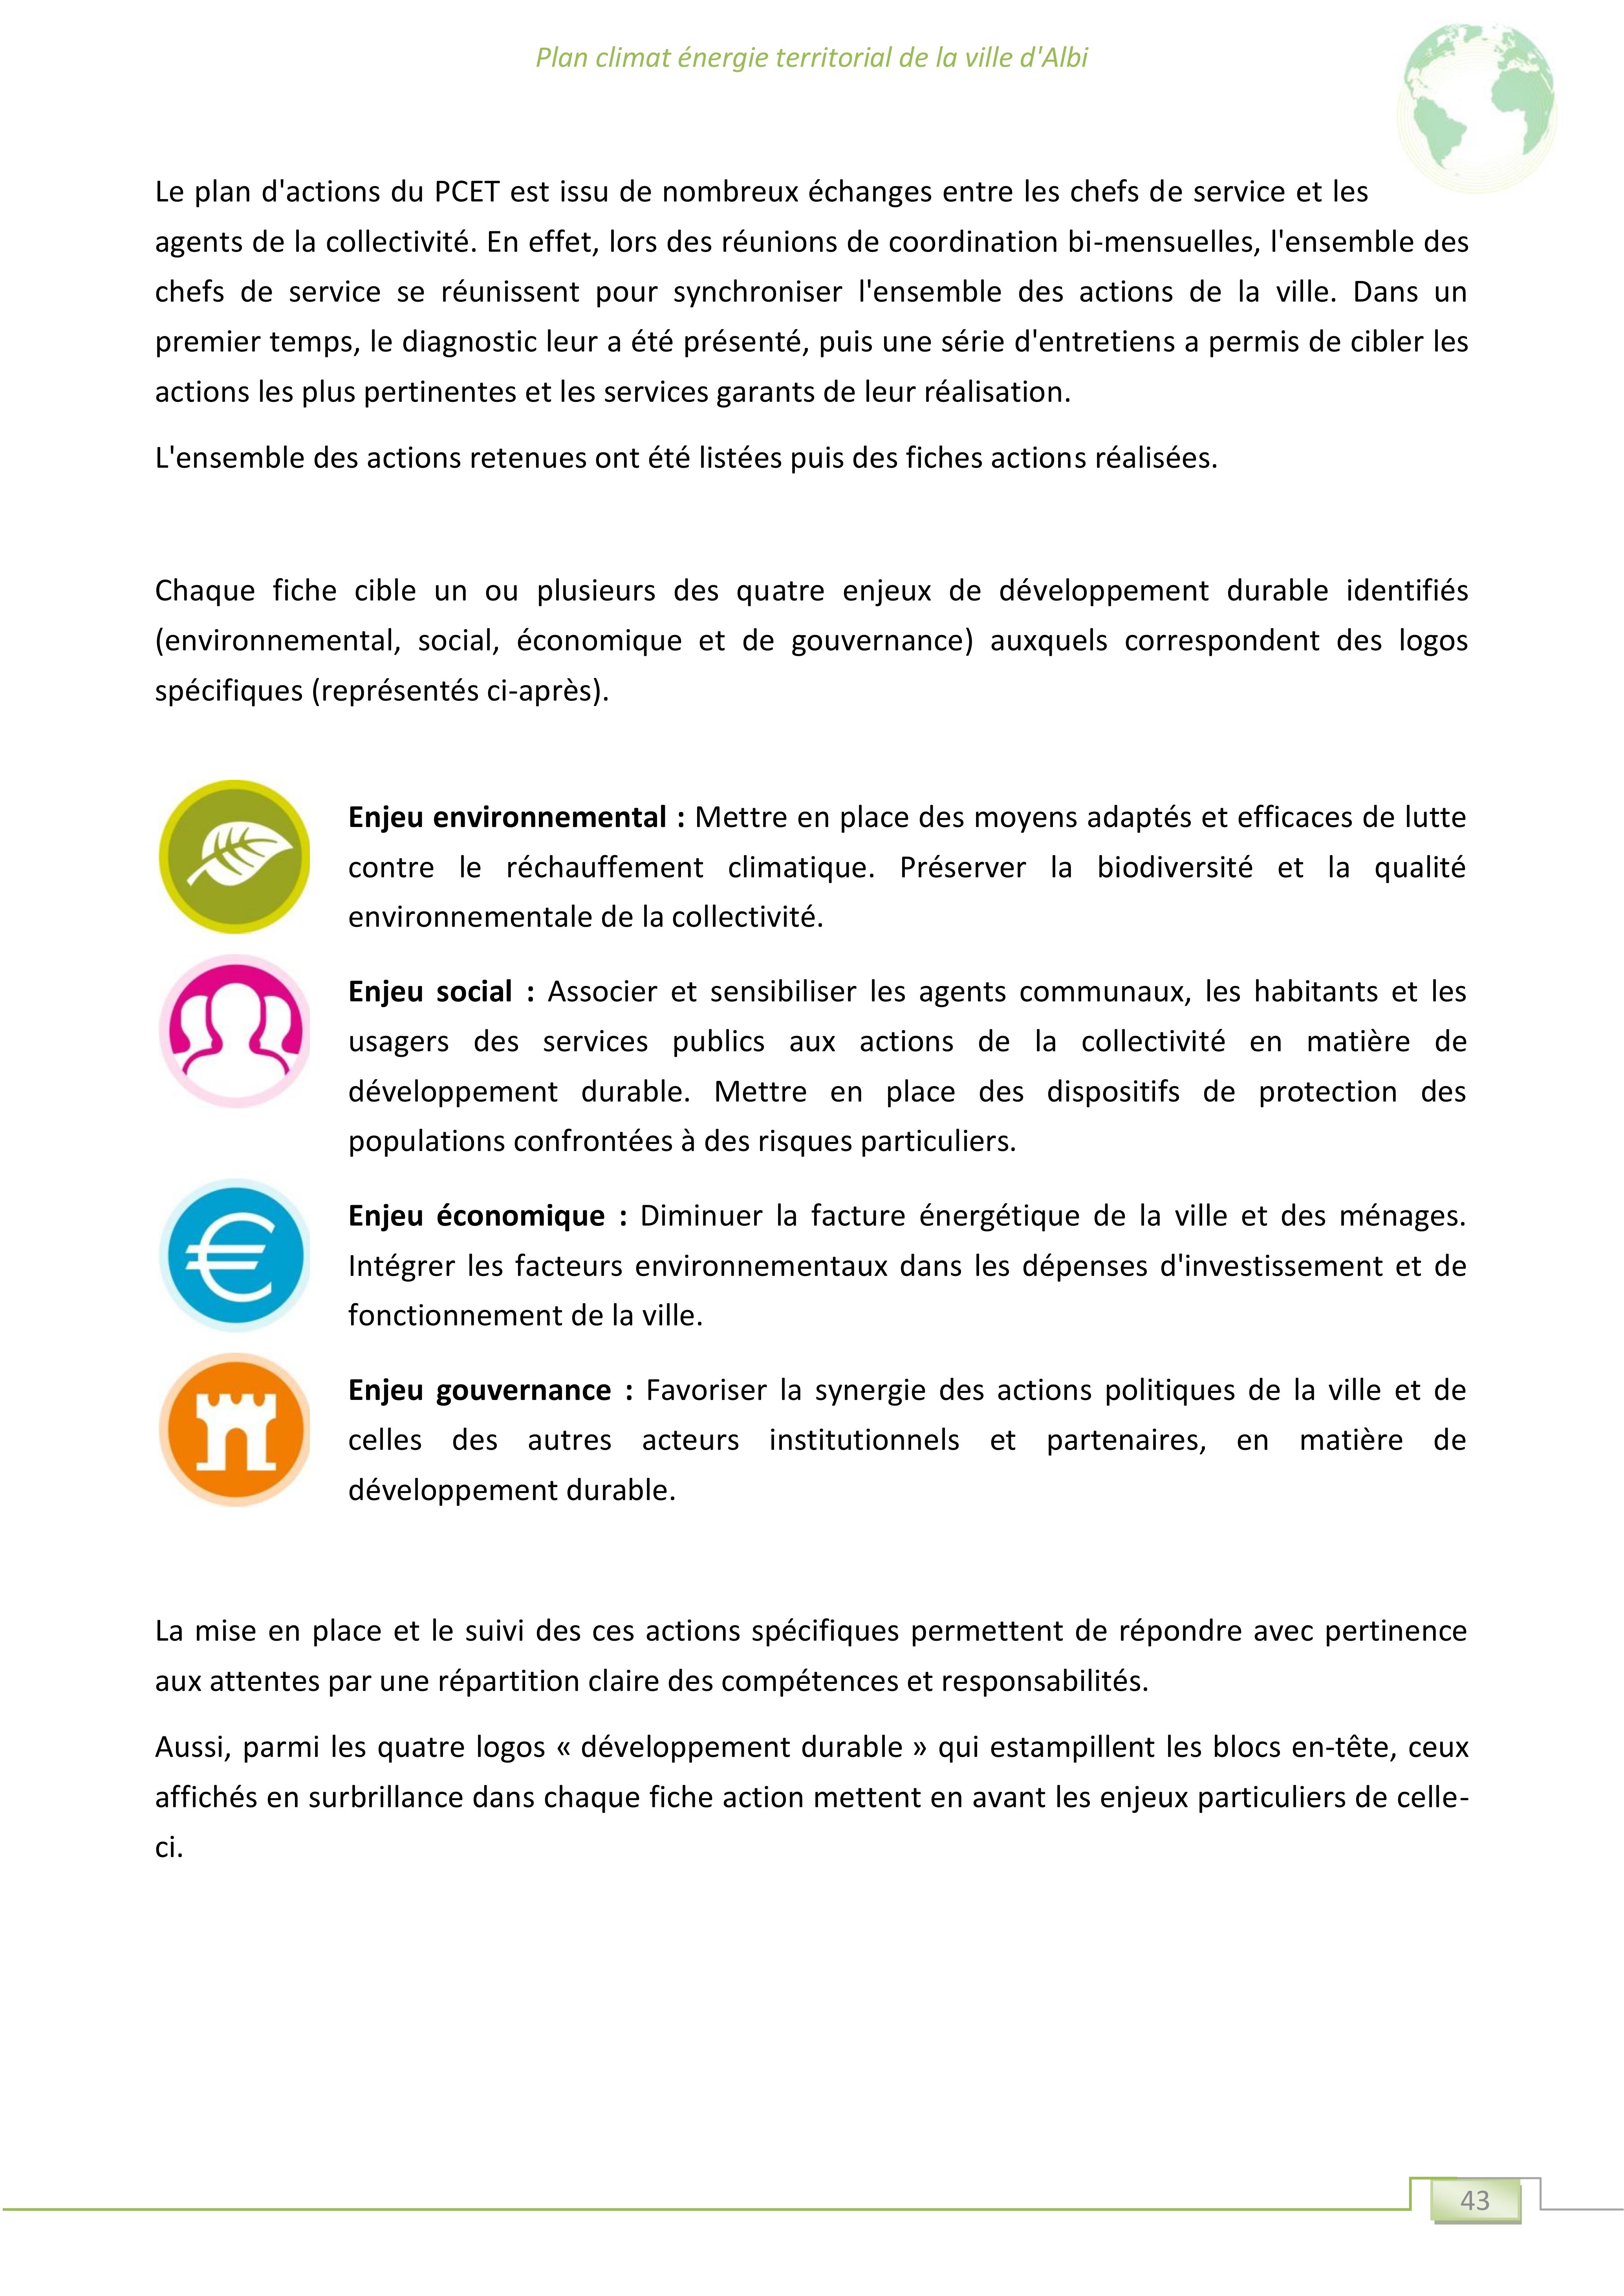 Plan climat énergie territorial de la ville d'Albi
Le plan d'actions du PCET est issu de nombreux échanges entre les chefs de service et les
agents de la collectivité. En effet, lors des réunions de coordination bi-mensuelles, l'ensemble des
chefs de service se réunissent pour synchroniser l'ensemble des actions de la ville. Dans un
premier temps, le diagnostic leur a été présenté, puis une série d'entretiens a permis de cibler les
actions les plus pertinentes et les services garants de leur réalisation.
L'ensemble des actions retenues ont été listées puis des fiches actions réalisées.
Chaque fiche cible un ou plusieurs des quatre enjeux de développement durable identifiés
(environnemental, social, économique et de gouvernance) auxquels correspondent des logos
spécifiques (représentés ci-après).
Enjeu environnemental : Mettre en place des moyens adaptés et efficaces de lutte
contre le réchauffement climatique. Préserver la biodiversité et la qualité
environnementale de la collectivité.
Enjeu social : Associer et sensibiliser les agents communaux, les habitants et les
usagers des services publics aux actions de la collectivité en matière de
développement durable. Mettre en place des dispositifs de protection des
populations confrontées à des risques particuliers.
Enjeu économique : Diminuer la facture énergétique de la ville et des ménages.
Intégrer les facteurs environnementaux dans les dépenses d'investissement et de
fonctionnement de la ville.
Enjeu gouvernance : Favoriser la synergie des actions politiques de la ville et de
celles des autres acteurs institutionnels et partenaires, en matière de
développement durable.
La mise en place et le suivi des ces actions spécifiques permettent de répondre avec pertinence
aux attentes par une répartition claire des compétences et responsabilités.
Aussi, parmi les quatre logos « développement durable » qui estampillent les blocs en-tête, ceux
affichés en surbrillance dans chaque fiche action mettent en avant les enjeux particuliers de celle-
ci.
43